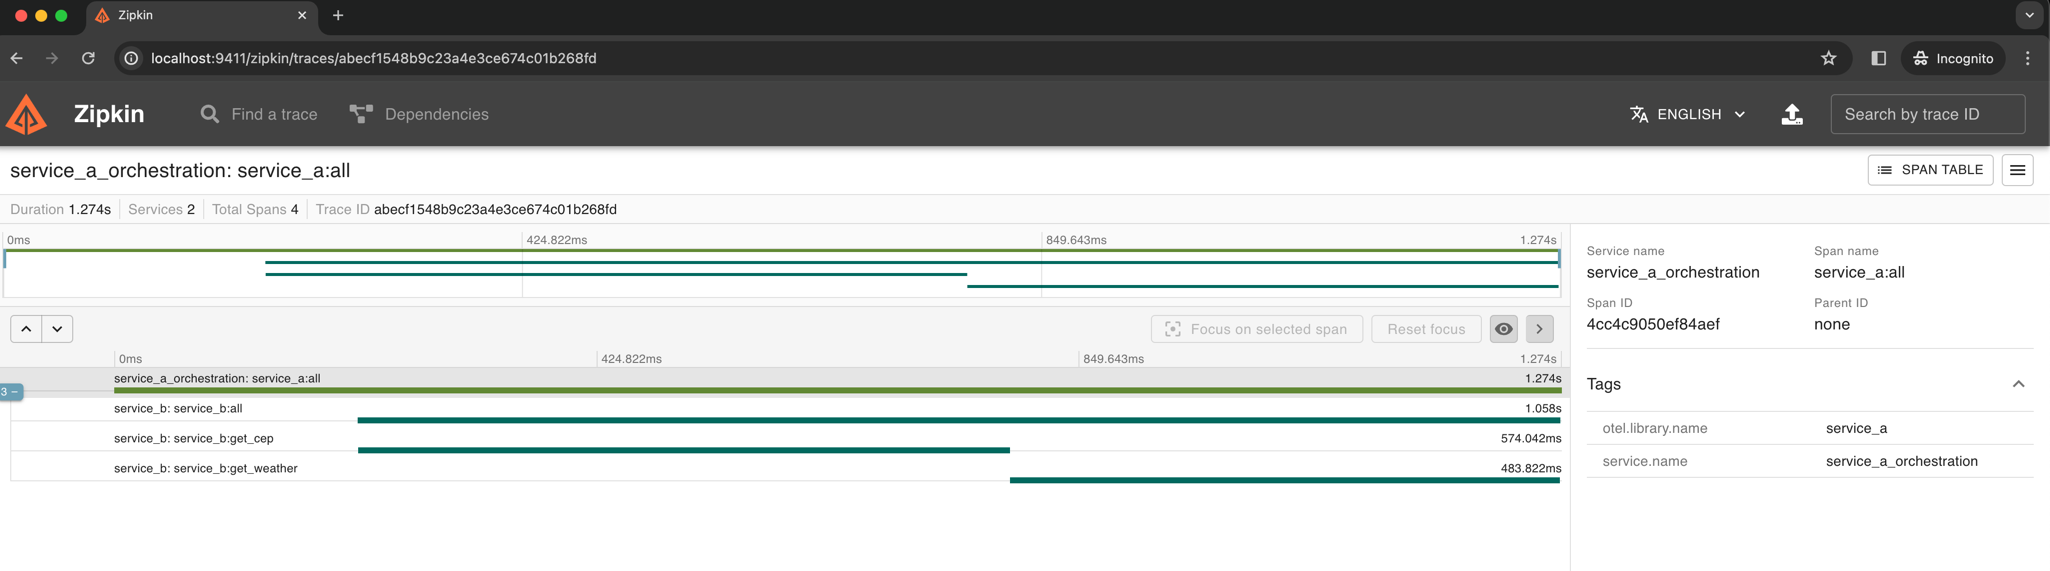 Zipkin
localhost:9411/zipkin/traces/abecf1548b9c23a4e3ce674c01b268fd
Incognito
Zipkin
Find a trace
Dependencies
ENGLISH
Search by trace ID
service_a_orchestration: service_a:all
SPAN TABLE
Duration 1.274s Services 2 Total Spans 4 Trace ID abecf1548b9c23a4e3ce674c01b268fd
0ms 424.822ms 849.643ms 1.274s
Focus on selected span
Reset focus
0ms 424.822ms 849.643ms 1.274s
service_a_orchestration: service_a:all 1.274s
3 −
service_b: service_b:all 1.058s
service_b: service_b:get_cep 574.042ms
service_b: service_b:get_weather 483.822ms
Service name Span name
service_a_orchestration service_a:all
Span ID Parent ID
4cc4c9050ef84aef none
Tags
otel.library.name service_a
service.name service_a_orchestration